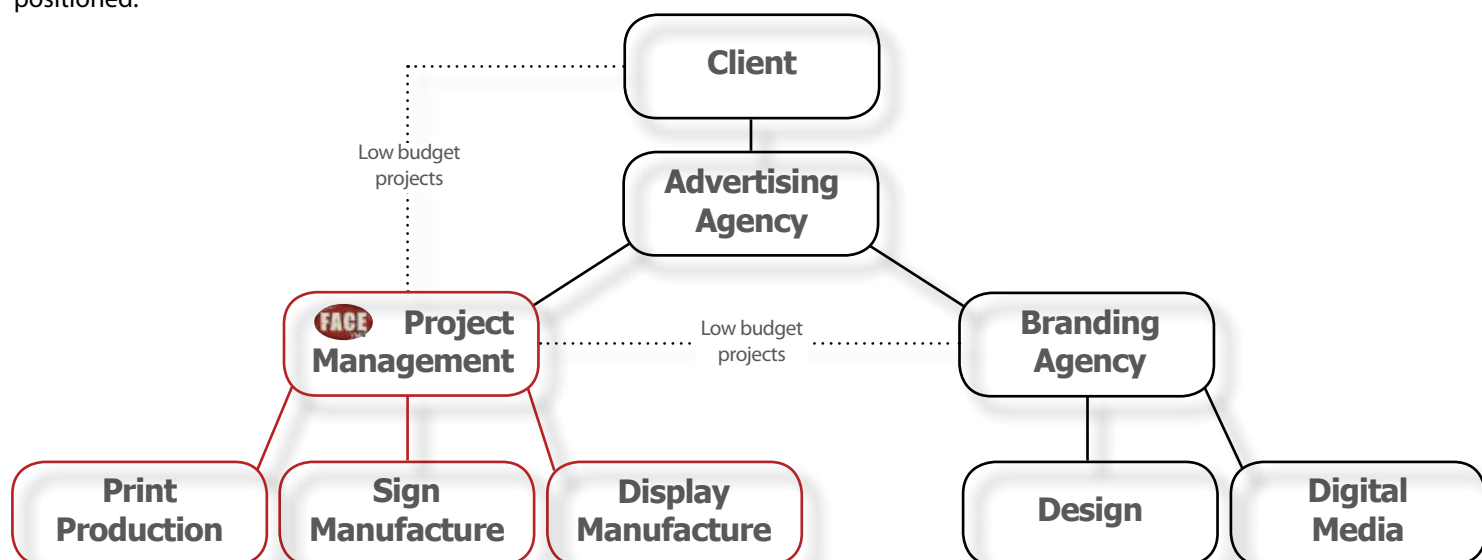 positioned.
Client
Low budget
projects
Advertising
Agency
FACE Project
Management
Low budget
projects
Branding
Agency
Print
Production
Sign
Manufacture
Display
Manufacture
Design
Digital
Media